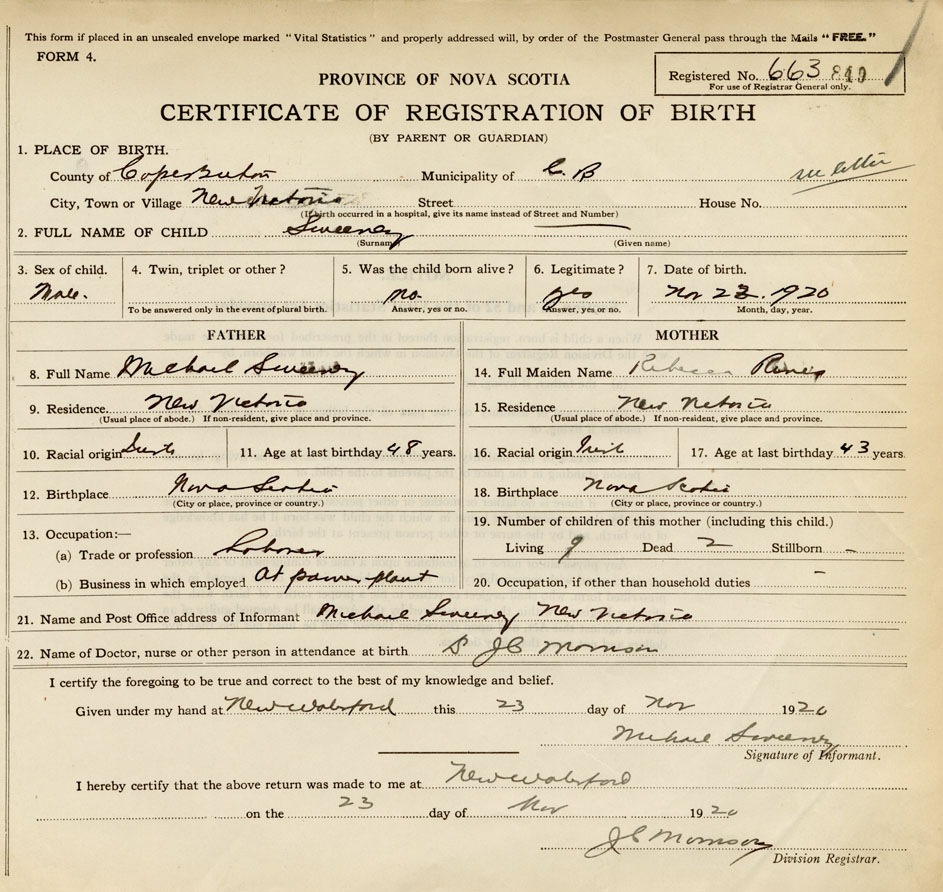 This form if placed in an unsealed envelope marked "Vital Statistics" and properly addressed will, by order of the Postmaster General pass through the Mails "FREE."
FORM 4.
PROVINCE OF NOVA SCOTIA
Registered No. 663 840
For use of Registrar General only.
CERTIFICATE OF REGISTRATION OF BIRTH
(BY PARENT OR GUARDIAN)
1. PLACE OF BIRTH.
County of Cape Breton Municipality of C. B
City, Town or Village New Victoria Street House No.
(If birth occurred in a hospital, give its name instead of Street and Number)
2. FULL NAME OF CHILD Sweeney
(Surname) (Given name)
3. Sex of child. 4. Twin, triplet or other? 5. Was the child born alive? 6. Legitimate? 7. Date of birth.
Male. no. yes Nov 1920
To be answered only in the event of plural birth. Answer, yes or no. Answer, yes or no. Month, day, year.
FATHER MOTHER
8. Full Name Michael Sweeney 14. Full Maiden Name Rebecca
9. Residence. New Victoria 15. Residence New Victoria
(Usual place of abode.) If non-resident, give place and province. (Usual place of abode.) If non-resident, give place and province.
10. Racial origin Irish 11. Age at last birthday 48 years. 16. Racial origin Irish 17. Age at last birthday 43 years.
12. Birthplace Nova Scotia 18. Birthplace Nova Scotia
(City or place, province or country.) (City or place, province or country.)
13. Occupation:— 19. Number of children of this mother (including this child.)
(a) Trade or profession Laborer Living 9 Dead 2 Stillborn –
(b) Business in which employed At power plant 20. Occupation, if other than household duties –
21. Name and Post Office address of Informant Michael Sweeney New Victoria
22. Name of Doctor, nurse or other person in attendance at birth JC Morrison
I certify the foregoing to be true and correct to the best of my knowledge and belief.
Given under my hand at New Waterford this 23 day of Nov 1920
Michael Sweeney
Signature of Informant.
I hereby certify that the above return was made to me at New Waterford
on the 23 day of Nov 1920
JC Morrison
Division Registrar.